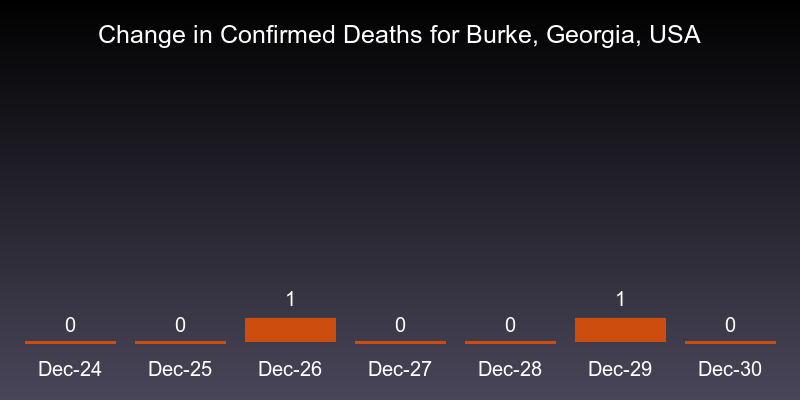 Change in Confirmed Deaths for Burke, Georgia, USA
0 0 1 0 0 1 0
Dec-24 Dec-25 Dec-26 Dec-27 Dec-28 Dec-29 Dec-30